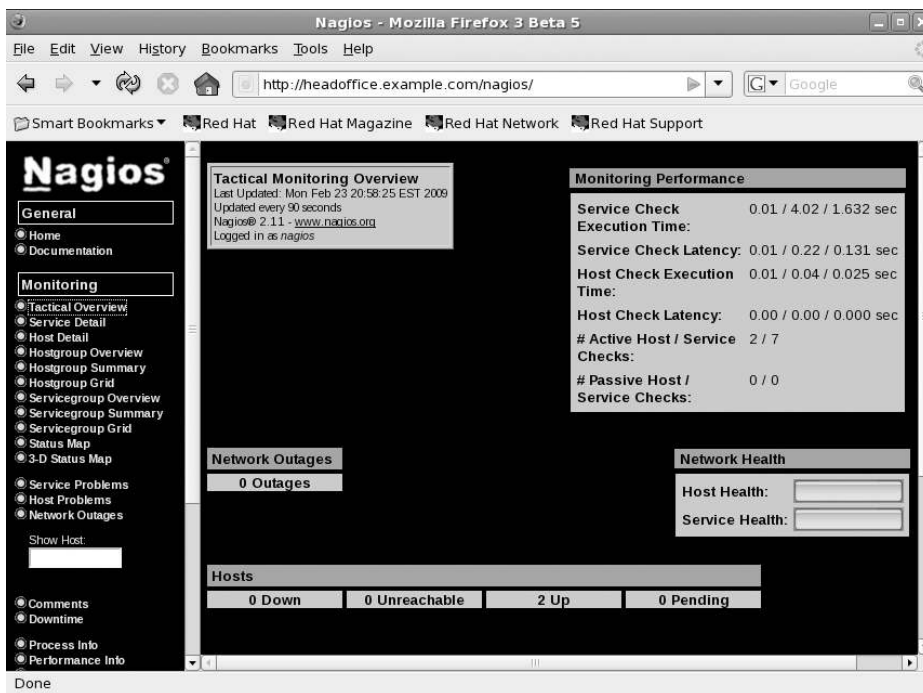 Nagios - Mozilla Firefox 3 Beta 5
File Edit View History Bookmarks Tools Help
http://headoffice.example.com/nagios/
G Google
Smart Bookmarks Red Hat Red Hat Magazine Red Hat Network Red Hat Support
Nagios®
General
Home
Documentation
Monitoring
Tactical Overview
Service Detail
Host Detail
Hostgroup Overview
Hostgroup Summary
Hostgroup Grid
Servicegroup Overview
Servicegroup Summary
Servicegroup Grid
Status Map
3-D Status Map
Service Problems
Host Problems
Network Outages
Show Host:
Comments
Downtime
Process Info
Performance Info
Tactical Monitoring Overview
Last Updated: Mon Feb 23 20:58:25 EST 2009
Updated every 90 seconds
Nagios® 2.11 - www.nagios.org
Logged in as nagios
Monitoring Performance
Service Check Execution Time: 0.01 / 4.02 / 1.632 sec
Service Check Latency: 0.01 / 0.22 / 0.131 sec
Host Check Execution Time: 0.01 / 0.04 / 0.025 sec
Host Check Latency: 0.00 / 0.00 / 0.000 sec
# Active Host / Service Checks: 2 / 7
# Passive Host / Service Checks: 0 / 0
Network Outages
0 Outages
Network Health
Host Health:
Service Health:
Hosts
0 Down 0 Unreachable 2 Up 0 Pending
Done